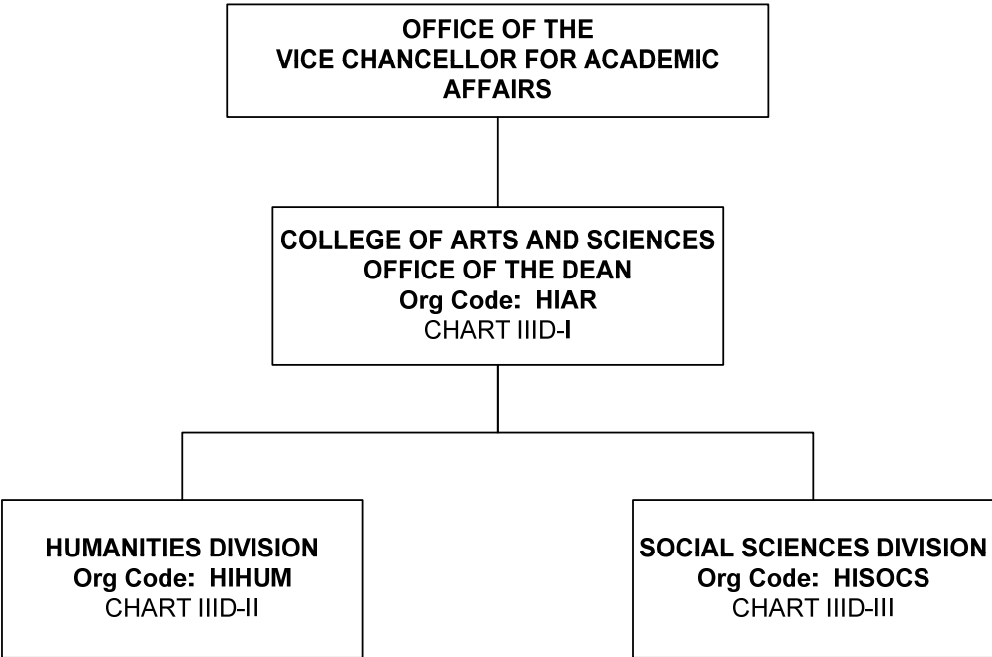 OFFICE OF THE
VICE CHANCELLOR FOR ACADEMIC
AFFAIRS
COLLEGE OF ARTS AND SCIENCES
OFFICE OF THE DEAN
Org Code: HIAR
CHART IIID-I
HUMANITIES DIVISION
Org Code: HIHUM
CHART IIID-II
SOCIAL SCIENCES DIVISION
Org Code: HISOCS
CHART IIID-III